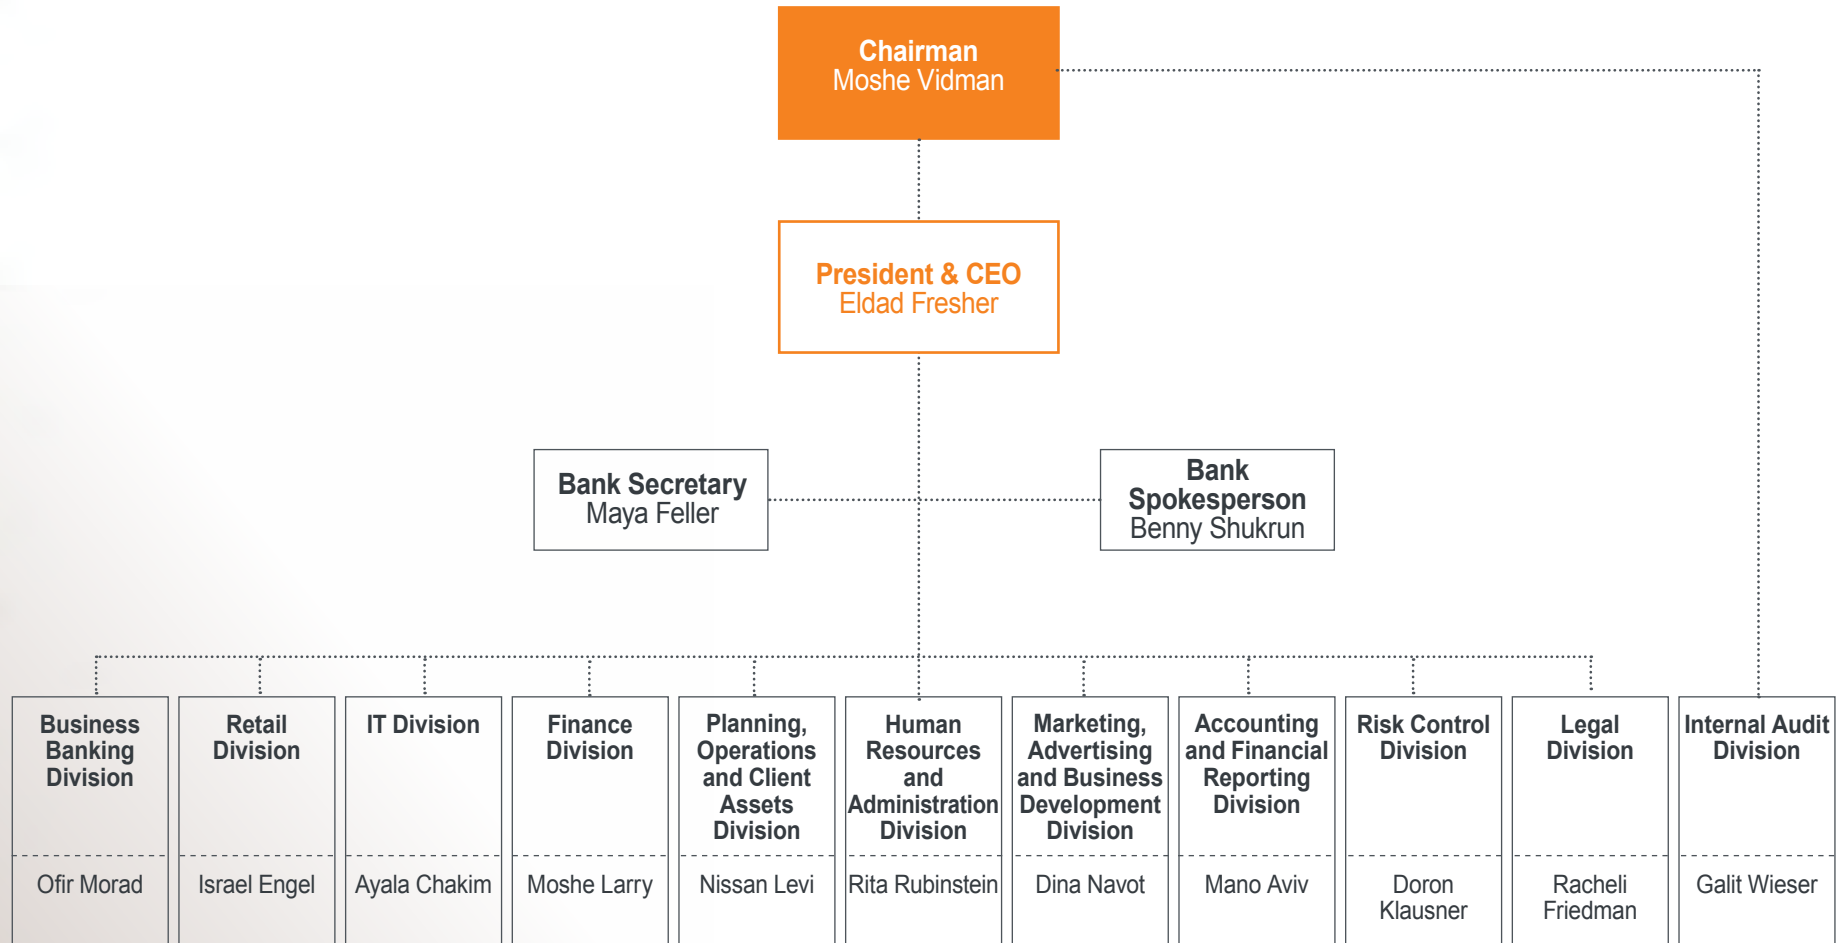 Chairman
Moshe Vidman
President & CEO
Eldad Fresher
Bank Secretary
Maya Feller
Bank
Spokesperson
Benny Shukrun
Business
Banking
Division
Ofir Morad
Retail
Division
Israel Engel
IT Division
Ayala Chakim
Finance
Division
Moshe Larry
Planning,
Operations
and Client
Assets
Division
Nissan Levi
Human
Resources
and
Administration
Division
Rita Rubinstein
Marketing,
Advertising
and Business
Development
Division
Dina Navot
Accounting
and Financial
Reporting
Division
Mano Aviv
Risk Control
Division
Doron
Klausner
Legal
Division
Racheli
Friedman
Internal Audit
Division
Galit Wieser